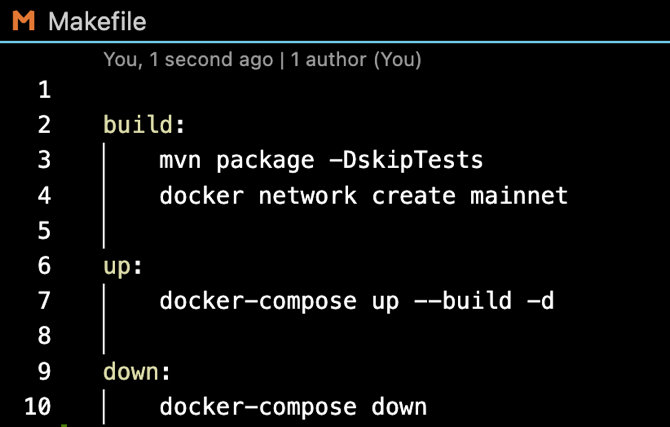 Makefile
You, 1 second ago | 1 author (You)
1
2 build:
3 mvn package -DskipTests
4 docker network create mainnet
5
6 up:
7 docker-compose up --build -d
8
9 down:
10 docker-compose down